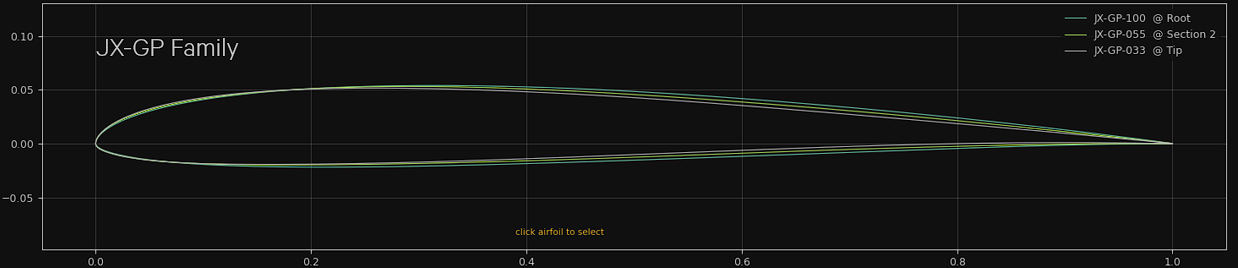 JX-GP Family
JX-GP-100 @ Root
JX-GP-055 @ Section 2
JX-GP-033 @ Tip
0.10
0.05
0.00
−0.05
click airfoil to select
0.0 0.2 0.4 0.6 0.8 1.0